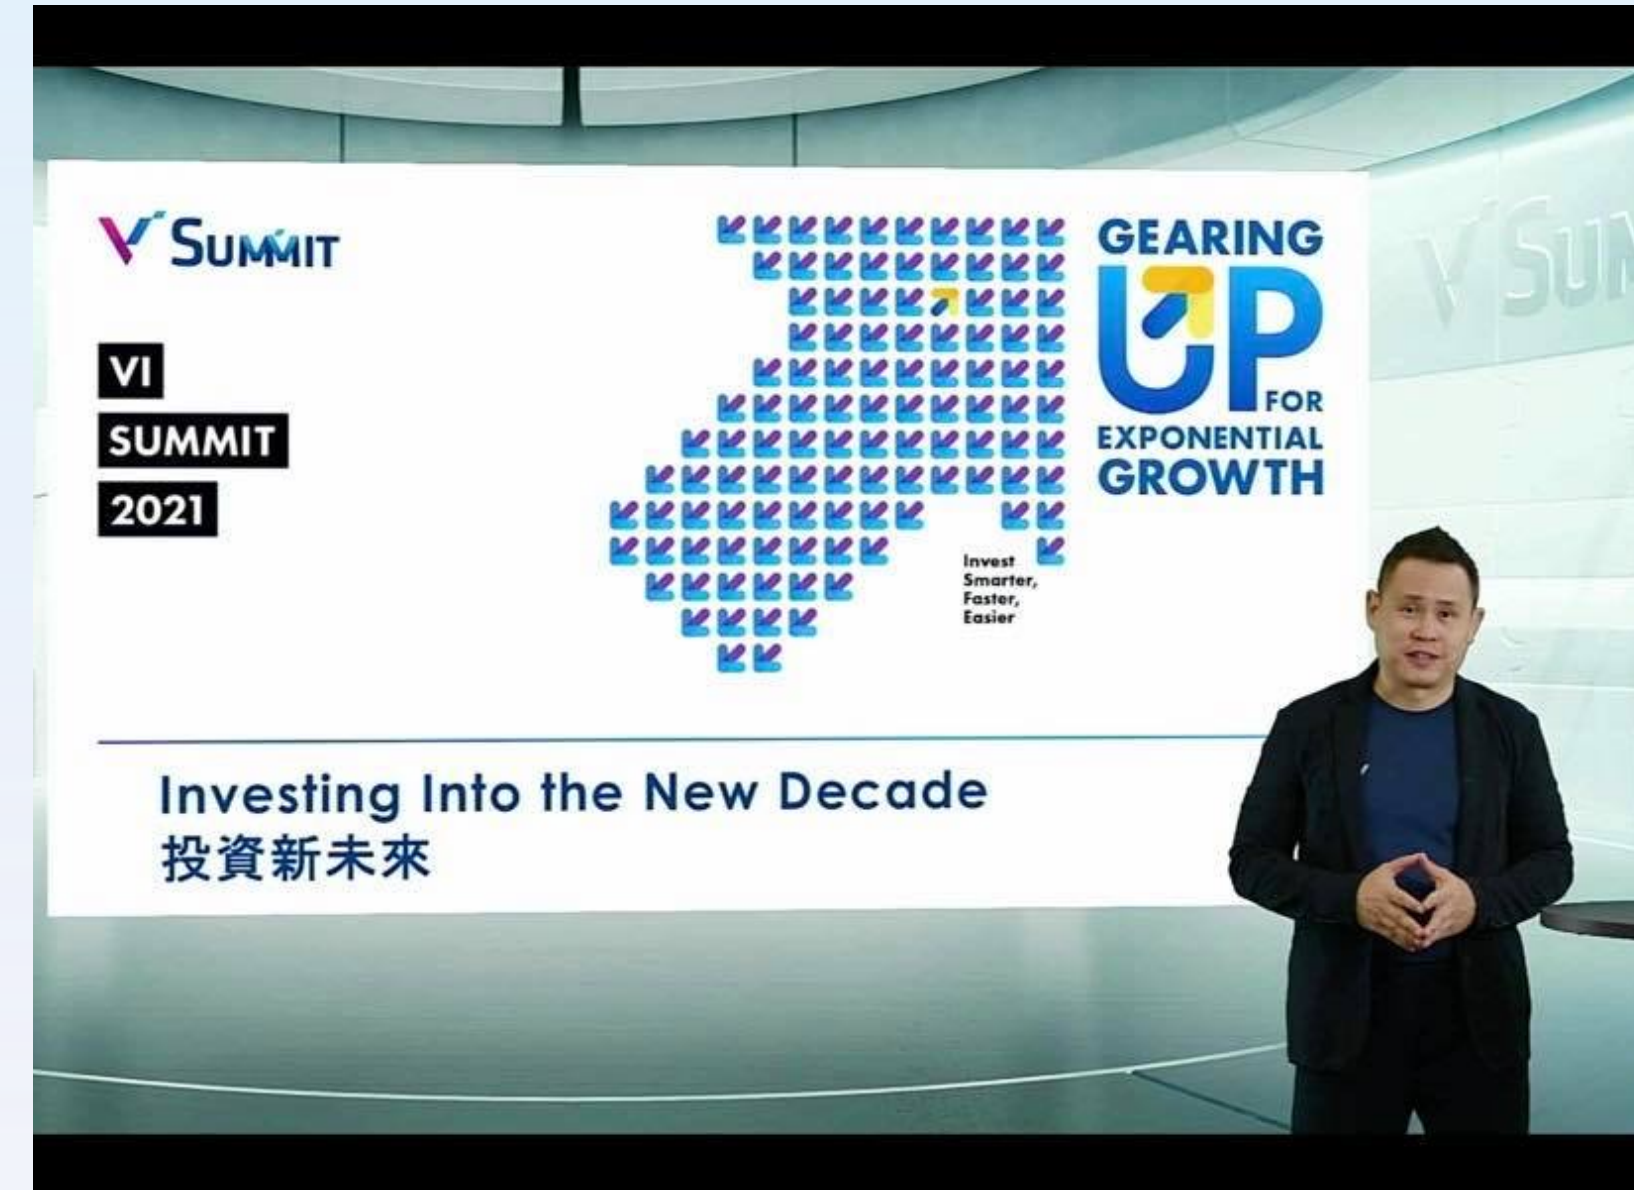 V SUMMIT
VI
SUMMIT
2021
GEARING
UP
FOR
EXPONENTIAL
GROWTH
Invest
Smarter,
Faster,
Easier
Investing Into the New Decade
投資新未來
V SUM